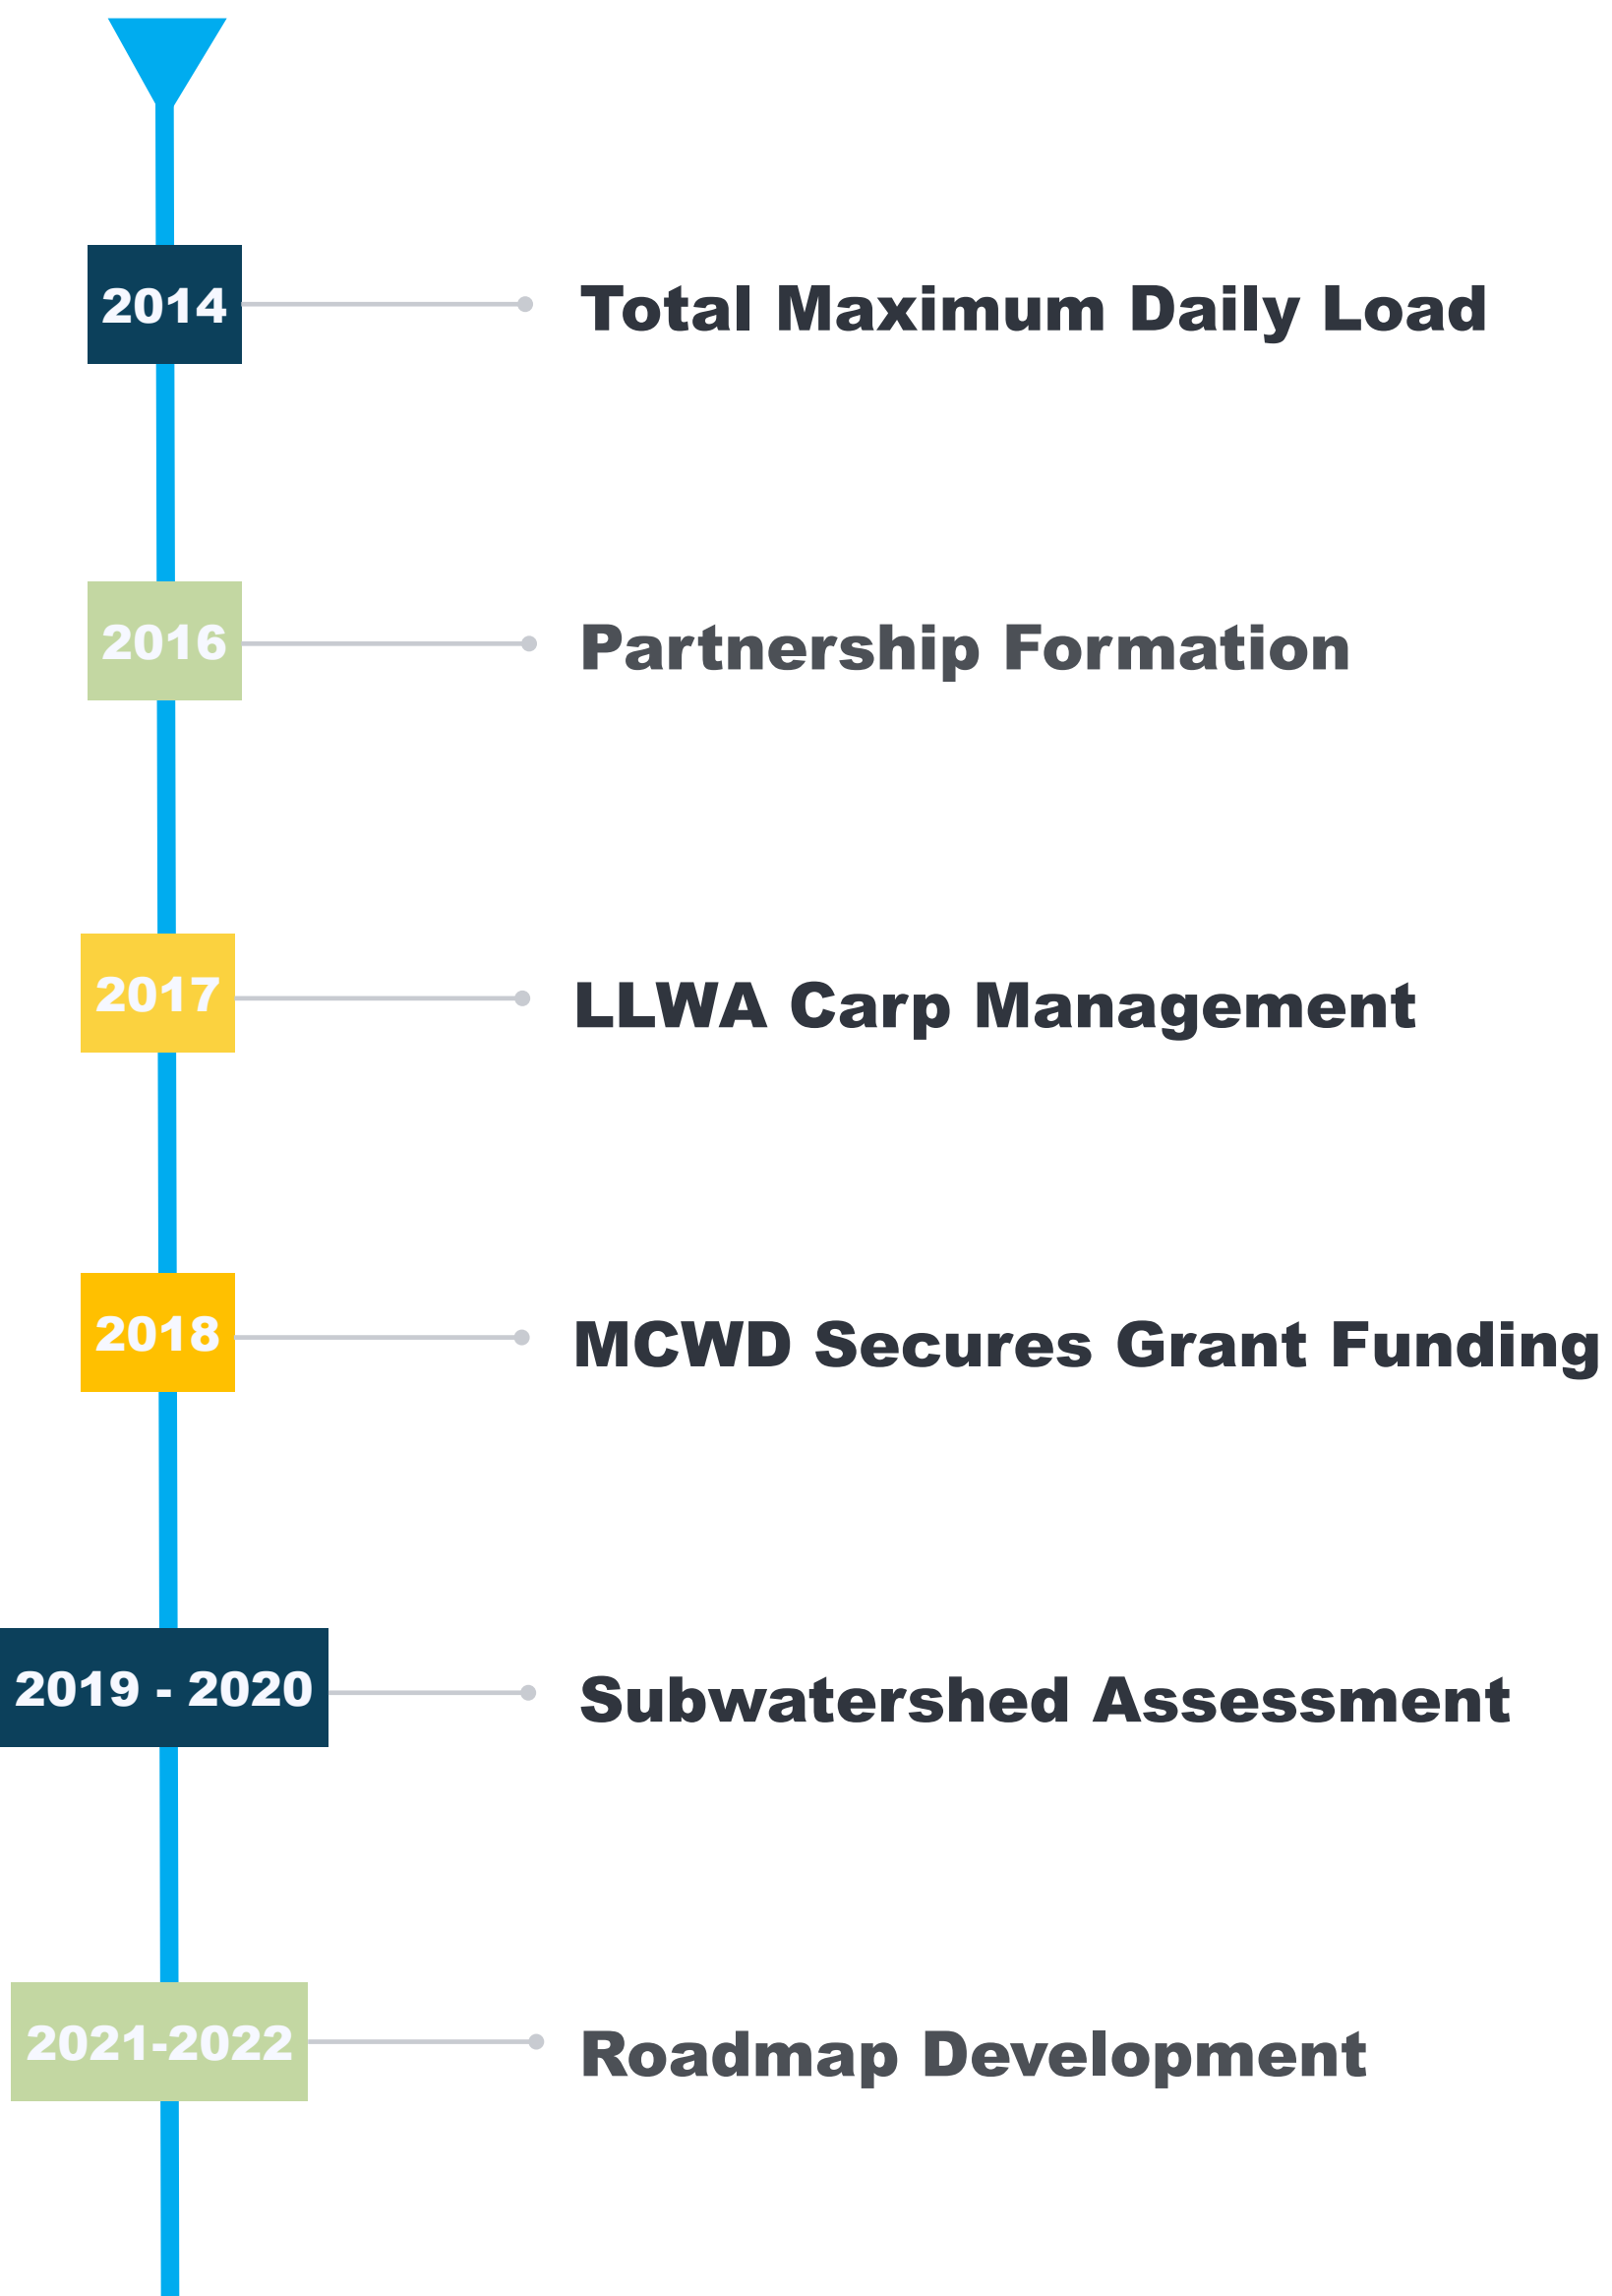 2014
Total Maximum Daily Load
2016
Partnership Formation
2017
LLWA Carp Management
2018
MCWD Secures Grant Funding
2019 - 2020
Subwatershed Assessment
2021-2022
Roadmap Development